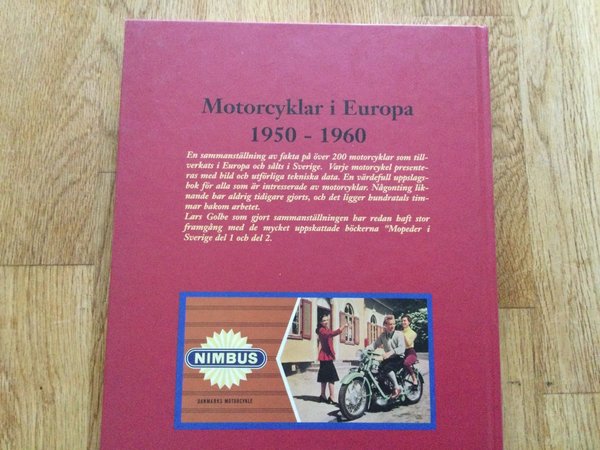 Motorcyklar i Europa
1950 - 1960
En sammanställning av fakta på över 200 motorcyklar som till-
verkats i Europa och sålts i Sverige. Varje motorcykel presente-
ras med bild och utförliga tekniska data. En värdefull uppslags-
bok för alla som är intresserade av motorcyklar. Någonting lik-
nande har aldrig tidigare gjorts, och det ligger hundratals tim-
mar bakom arbetet.
Lars Golbe som gjort sammanställningen har redan haft stor
framgång med de mycket uppskattade böckerna "Mopeder i
Sverige del 1 och del 2.
NIMBUS
DANMARKS MOTORCYKLE